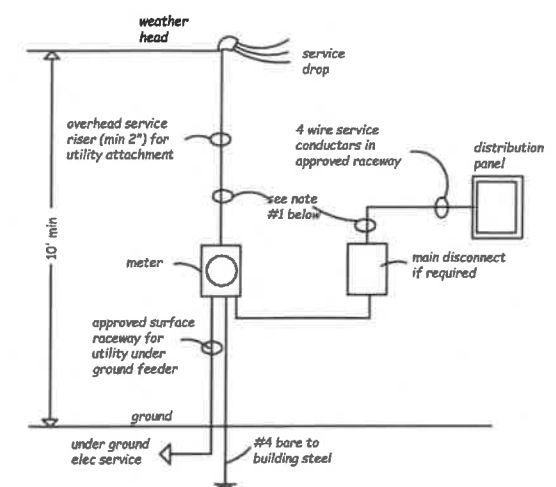 weather
head
service
drop
overhead service
riser (min 2") for
utility attachment
4 wire service
conductors in
approved raceway
distribution
panel
see note
#1 below
10' min
meter
main disconnect
if required
approved surface
raceway for
utility under
ground feeder
ground
under ground
elec service
#4 bare to
building steel